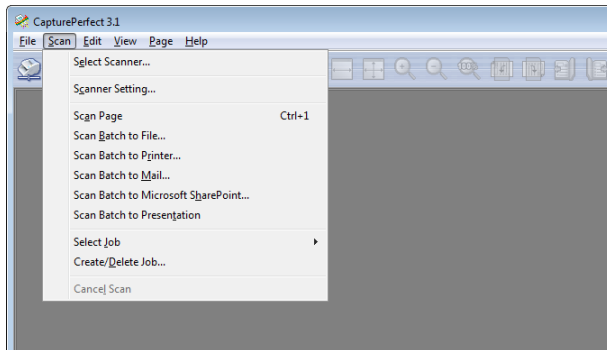 CapturePerfect 3.1
File Scan Edit View Page Help
Select Scanner...
Scanner Setting...
Scan Page Ctrl+1
Scan Batch to File...
Scan Batch to Printer...
Scan Batch to Mail...
Scan Batch to Microsoft SharePoint...
Scan Batch to Presentation
Select Job
Create/Delete Job...
Cancel Scan